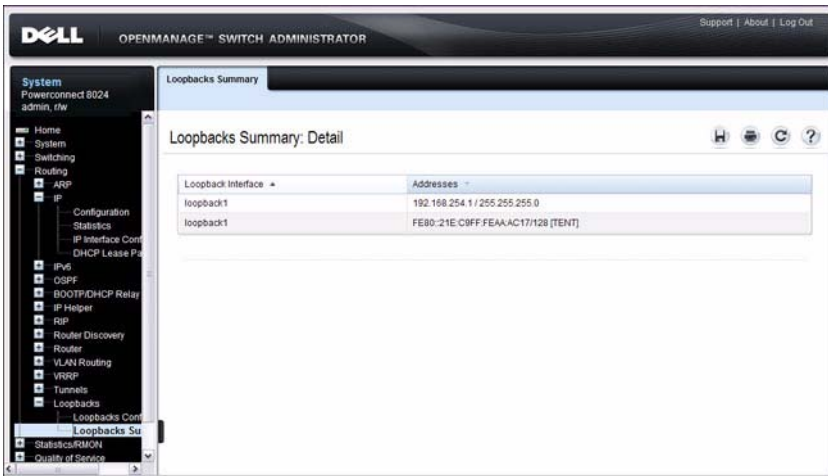 Support | About | Log Out
DELL OPENMANAGE™ SWITCH ADMINISTRATOR
System
Powerconnect 8024
admin, r/w
Home
System
Switching
Routing
ARP
IP
Configuration
Statistics
IP Interface Conf
DHCP Lease Pa
IPv6
OSPF
BOOTP/DHCP Relay
IP Helper
RIP
Router Discovery
Router
VLAN Routing
VRRP
Tunnels
Loopbacks
Loopbacks Conf
Loopbacks Su
Statistics/RMON
Quality of Service
Loopbacks Summary
Loopbacks Summary: Detail
Loopback Interface Addresses
loopback1 192.168.254.1 / 255.255.255.0
loopback1 FE80::21E:C9FF:FEAA:AC17/128 [TENT]